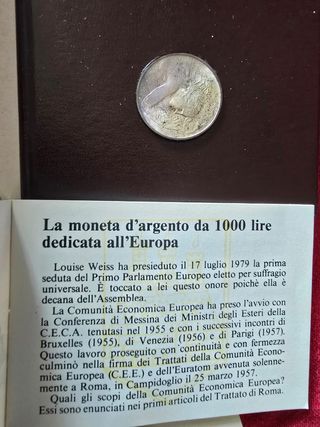 La moneta d'argento da 1000 lire
dedicata all'Europa
Louise Weiss ha presieduto il 17 luglio 1979 la prima
seduta del Primo Parlamento Europeo eletto per suffragio
universale. È toccato a lei questo onore poichè ella è
decana dell'Assemblea.
La Comunità Economica Europea ha preso l'avvio con
la Conferenza di Messina dei Ministri degli Esteri della
C.E.C.A. tenutasi nel 1955 e con i successivi incontri di
Bruxelles (1955), di Venezia (1956) e di Parigi (1957).
Questo lavoro proseguito con continuità e con fermezza
culminò nella firma dei Trattati della Comunità Econo-
mica Europea (C.E.E.) e dell'Euratom avvenuta solenne-
mente a Roma, in Campidoglio il 25 marzo 1957.
Quali gli scopi della Comunità Economica Europea?
Essi sono enunciati nei primi articoli del Trattato di Roma.